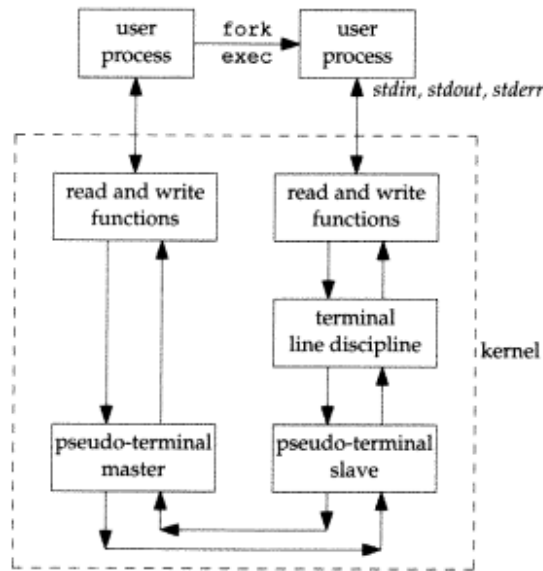 user
process
fork
exec
user
process
stdin, stdout, stderr
read and write
functions
read and write
functions
terminal
line discipline
kernel
pseudo-terminal
master
pseudo-terminal
slave